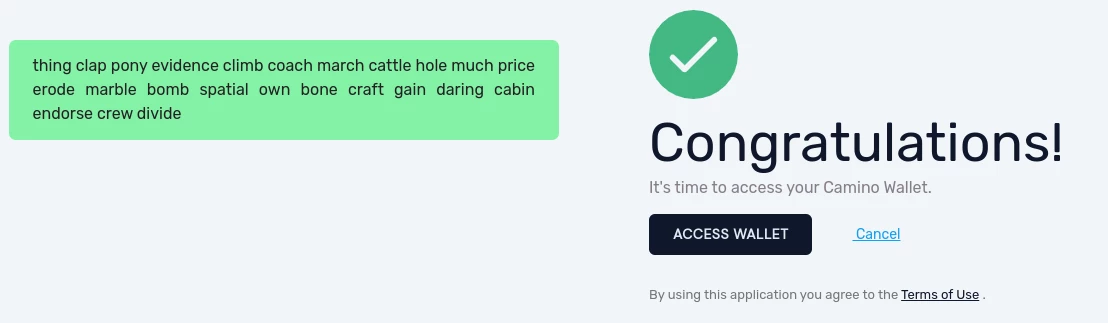 thing clap pony evidence climb coach march cattle hole much price
erode marble bomb spatial own bone craft gain daring cabin
endorse crew divide
Congratulations!
It's time to access your Camino Wallet.
ACCESS WALLET
Cancel
By using this application you agree to the Terms of Use .